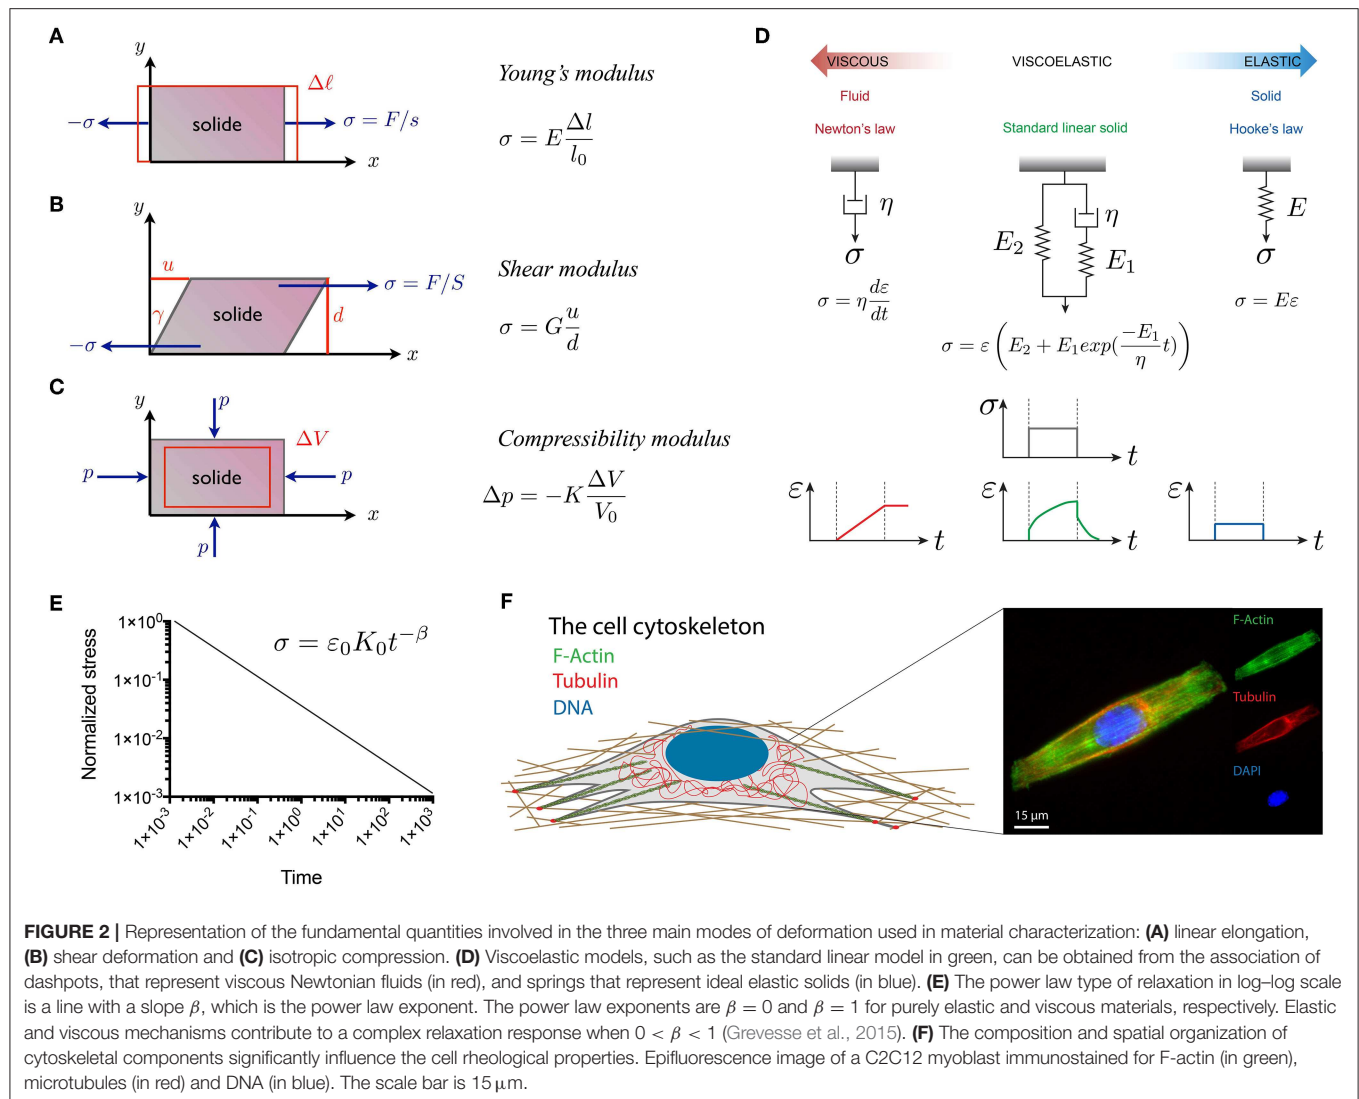 A
y
Δℓ
−σ
solide
σ = F/s
x
Young's modulus
σ = E Δl/l₀
B
y
u
σ = F/S
γ
solide
d
−σ
x
Shear modulus
σ = G u/d
C
y
p
ΔV
p
solide
p
x
p
Compressibility modulus
Δp = −K ΔV/V₀
D
VISCOUS
VISCOELASTIC
ELASTIC
Fluid
Solid
Newton's law
Standard linear solid
Hooke's law
η
σ
σ = η dε/dt
E₂
η
E₁
σ = ε (E₂ + E₁exp(−E₁/η t))
E
σ
σ = Eε
σ
t
ε
t
ε
t
ε
t
E
Normalized stress
1×10⁰
1×10⁻¹
1×10⁻²
1×10⁻³
σ = ε₀K₀t^−β
1×10⁻³
1×10⁻²
1×10⁻¹
1×10⁰
1×10¹
1×10²
1×10³
Time
F
The cell cytoskeleton
F-Actin
Tubulin
DNA
F-Actin
Tubulin
DAPI
15 µm
FIGURE 2 | Representation of the fundamental quantities involved in the three main modes of deformation used in material characterization: (A) linear elongation,
(B) shear deformation and (C) isotropic compression. (D) Viscoelastic models, such as the standard linear model in green, can be obtained from the association of
dashpots, that represent viscous Newtonian fluids (in red), and springs that represent ideal elastic solids (in blue). (E) The power law type of relaxation in log–log scale
is a line with a slope β, which is the power law exponent. The power law exponents are β = 0 and β = 1 for purely elastic and viscous materials, respectively. Elastic
and viscous mechanisms contribute to a complex relaxation response when 0 < β < 1 (Grevesse et al., 2015). (F) The composition and spatial organization of
cytoskeletal components significantly influence the cell rheological properties. Epifluorescence image of a C2C12 myoblast immunostained for F-actin (in green),
microtubules (in red) and DNA (in blue). The scale bar is 15 µm.